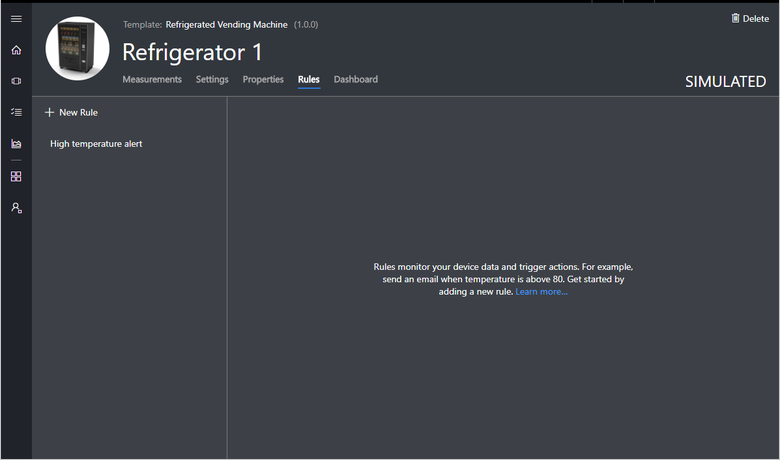 Template: Refrigerated Vending Machine (1.0.0)
Delete
Refrigerator 1
Measurements Settings Properties Rules Dashboard
SIMULATED
+ New Rule
High temperature alert
Rules monitor your device data and trigger actions. For example,
send an email when temperature is above 80. Get started by
adding a new rule. Learn more...